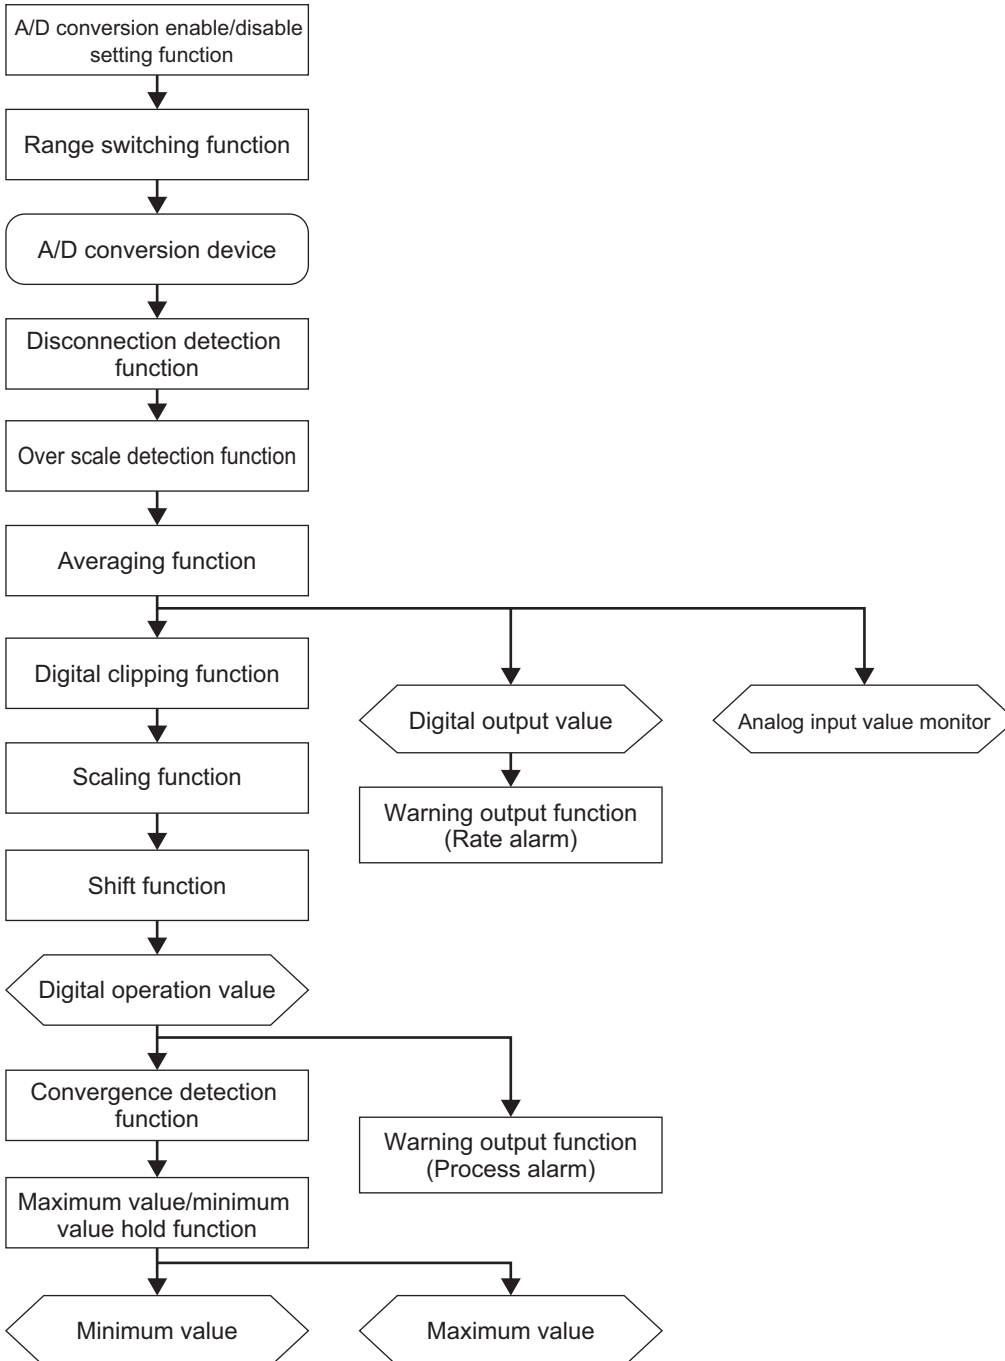 A/D conversion enable/disable
setting function
Range switching function
A/D conversion device
Disconnection detection
function
Over scale detection function
Averaging function
Digital clipping function
Digital output value
Analog input value monitor
Scaling function
Warning output function
(Rate alarm)
Shift function
Digital operation value
Convergence detection
function
Warning output function
(Process alarm)
Maximum value/minimum
value hold function
Minimum value
Maximum value